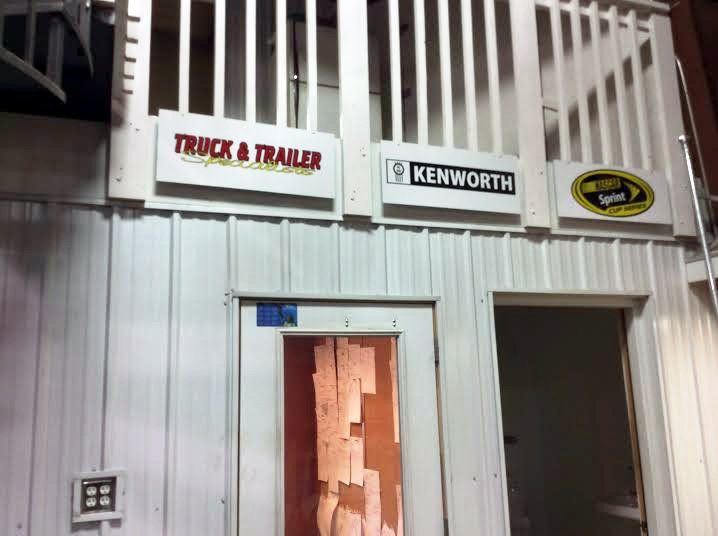 TRUCK & TRAILER
Specialists
KENWORTH
NASCAR
Sprint
CUP SERIES